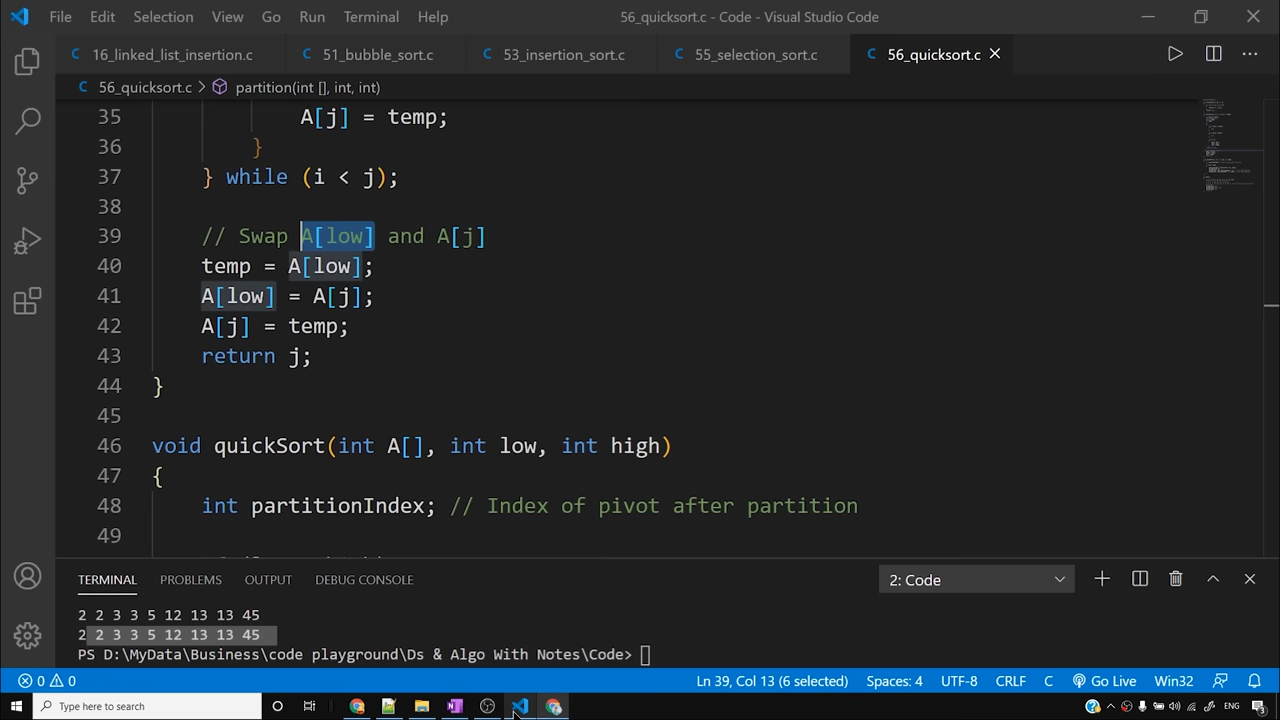 File Edit Selection View Go Run Terminal Help 56_quicksort.c - Code - Visual Studio Code
C 16_linked_list_insertion.c C 51_bubble_sort.c C 53_insertion_sort.c C 55_selection_sort.c C 56_quicksort.c
C 56_quicksort.c > partition(int [], int, int)
35 A[j] = temp;
36 }
37 } while (i < j);
38
39 // Swap A[low] and A[j]
40 temp = A[low];
41 A[low] = A[j];
42 A[j] = temp;
43 return j;
44 }
45
46 void quickSort(int A[], int low, int high)
47 {
48 int partitionIndex; // Index of pivot after partition
49
TERMINAL PROBLEMS OUTPUT DEBUG CONSOLE 2: Code
2 2 3 3 5 12 13 13 45
2 2 3 3 5 12 13 13 45
PS D:\MyData\Business\code playground\Ds & Algo With Notes\Code>
0 0 Ln 39, Col 13 (6 selected) Spaces: 4 UTF-8 CRLF C Go Live Win32
Type here to search ENG